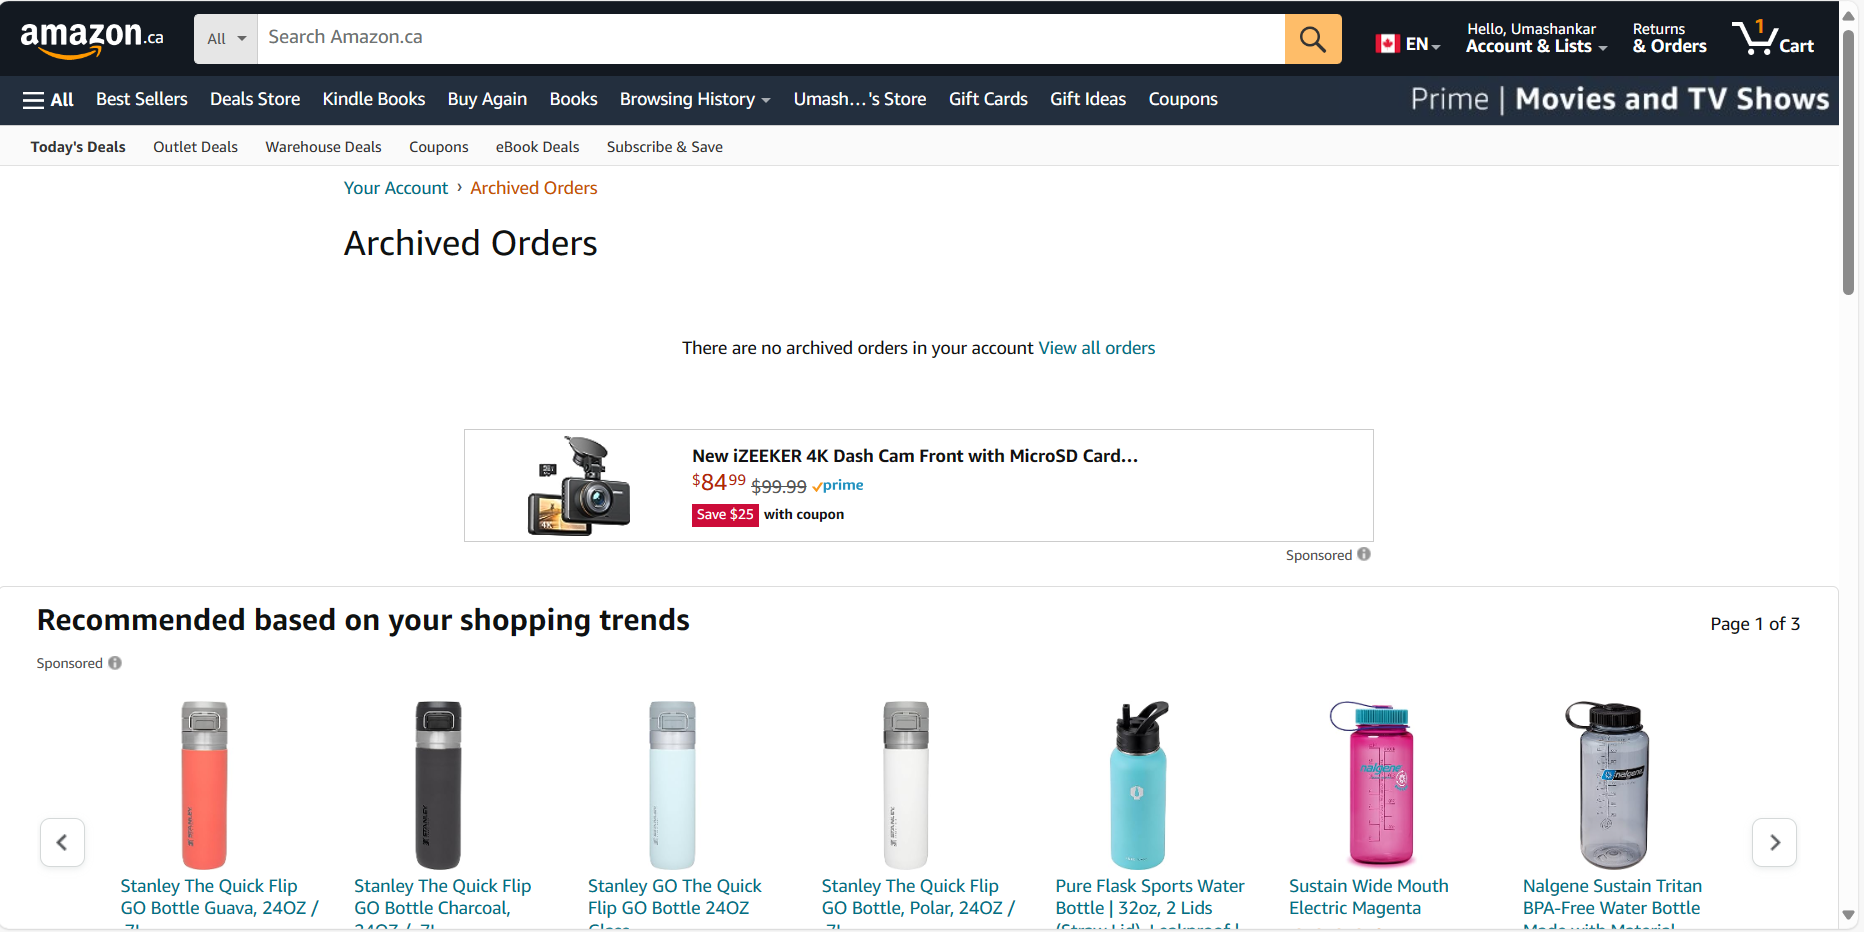 amazon.ca
All
Search Amazon.ca
EN
Hello, Umashankar
Account & Lists
Returns
& Orders
1
Cart
All
Best Sellers
Deals Store
Kindle Books
Buy Again
Books
Browsing History
Umash...'s Store
Gift Cards
Gift Ideas
Coupons
Prime | Movies and TV Shows
Today's Deals
Outlet Deals
Warehouse Deals
Coupons
eBook Deals
Subscribe & Save
Your Account › Archived Orders
Archived Orders
There are no archived orders in your account View all orders
New iZEEKER 4K Dash Cam Front with MicroSD Card...
$84.99 $99.99 prime
Save $25 with coupon
Sponsored
Recommended based on your shopping trends
Page 1 of 3
Sponsored
Stanley The Quick Flip
GO Bottle Guava, 24OZ /
Stanley The Quick Flip
GO Bottle Charcoal,
Stanley GO The Quick
Flip GO Bottle 24OZ
Stanley The Quick Flip
GO Bottle, Polar, 24OZ /
Pure Flask Sports Water
Bottle | 32oz, 2 Lids
(Straw Lid), Leakproof |
Sustain Wide Mouth
Electric Magenta
Nalgene Sustain Tritan
BPA-Free Water Bottle
Made with Material